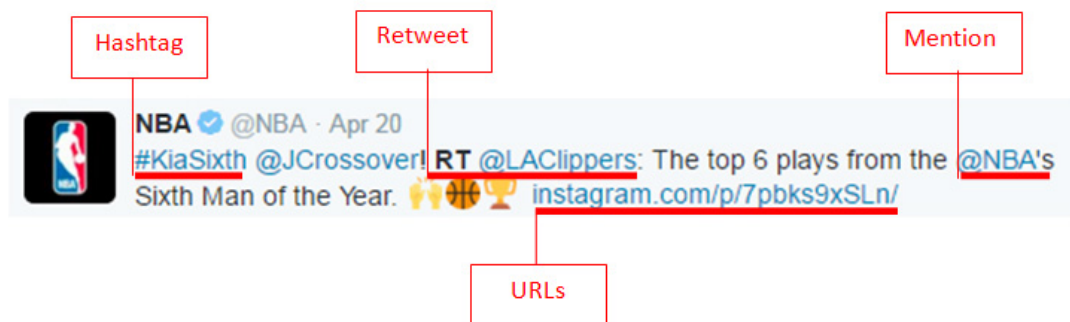 Hashtag
Retweet
Mention
NBA @NBA · Apr 20
#KiaSixth @JCrossover! RT @LAClippers: The top 6 plays from the @NBA's
Sixth Man of the Year. 🙌🏀🏆 instagram.com/p/7pbks9xSLn/
NBA
URLs